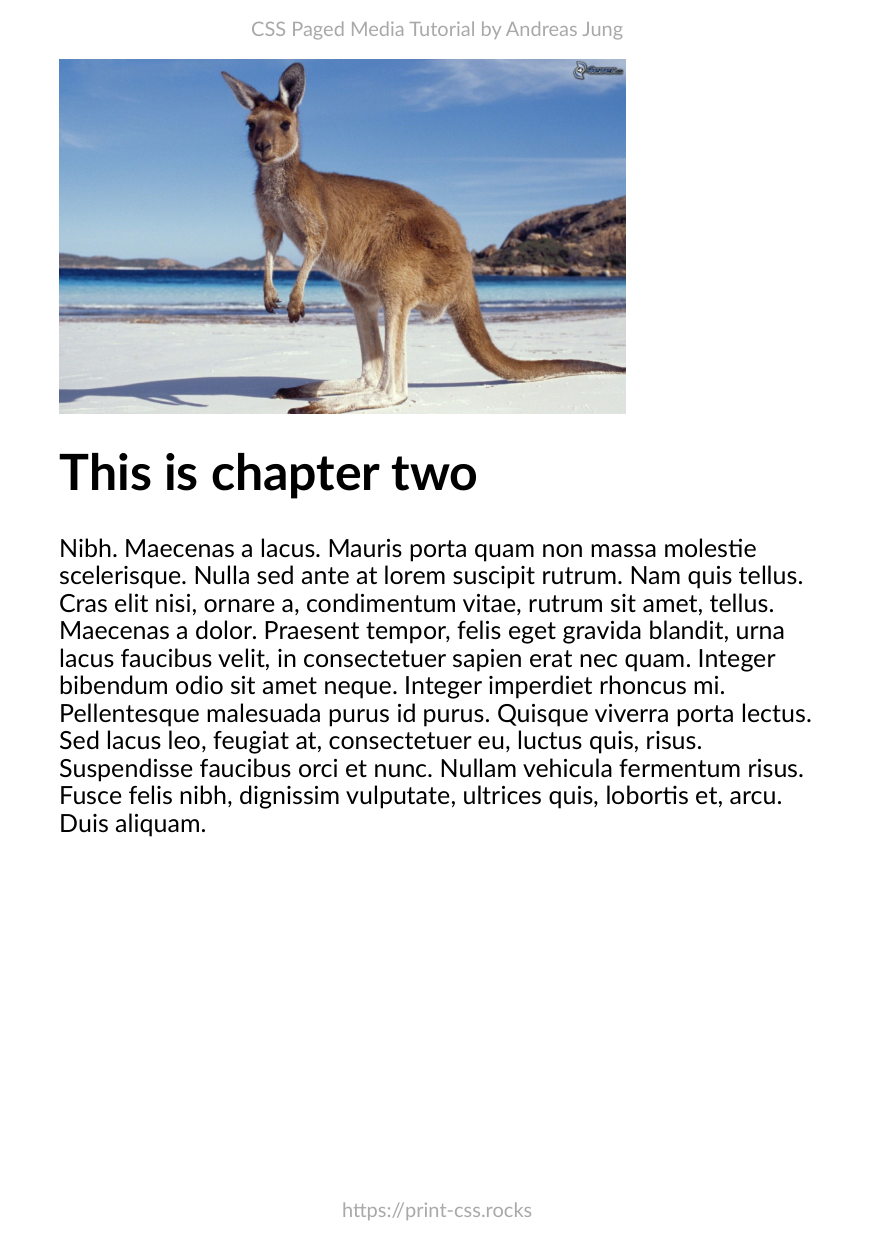 CSS Paged Media Tutorial by Andreas Jung
This is chapter two
Nibh. Maecenas a lacus. Mauris porta quam non massa molestie
scelerisque. Nulla sed ante at lorem suscipit rutrum. Nam quis tellus.
Cras elit nisi, ornare a, condimentum vitae, rutrum sit amet, tellus.
Maecenas a dolor. Praesent tempor, felis eget gravida blandit, urna
lacus faucibus velit, in consectetuer sapien erat nec quam. Integer
bibendum odio sit amet neque. Integer imperdiet rhoncus mi.
Pellentesque malesuada purus id purus. Quisque viverra porta lectus.
Sed lacus leo, feugiat at, consectetuer eu, luctus quis, risus.
Suspendisse faucibus orci et nunc. Nullam vehicula fermentum risus.
Fusce felis nibh, dignissim vulputate, ultrices quis, lobortis et, arcu.
Duis aliquam.
https://print-css.rocks